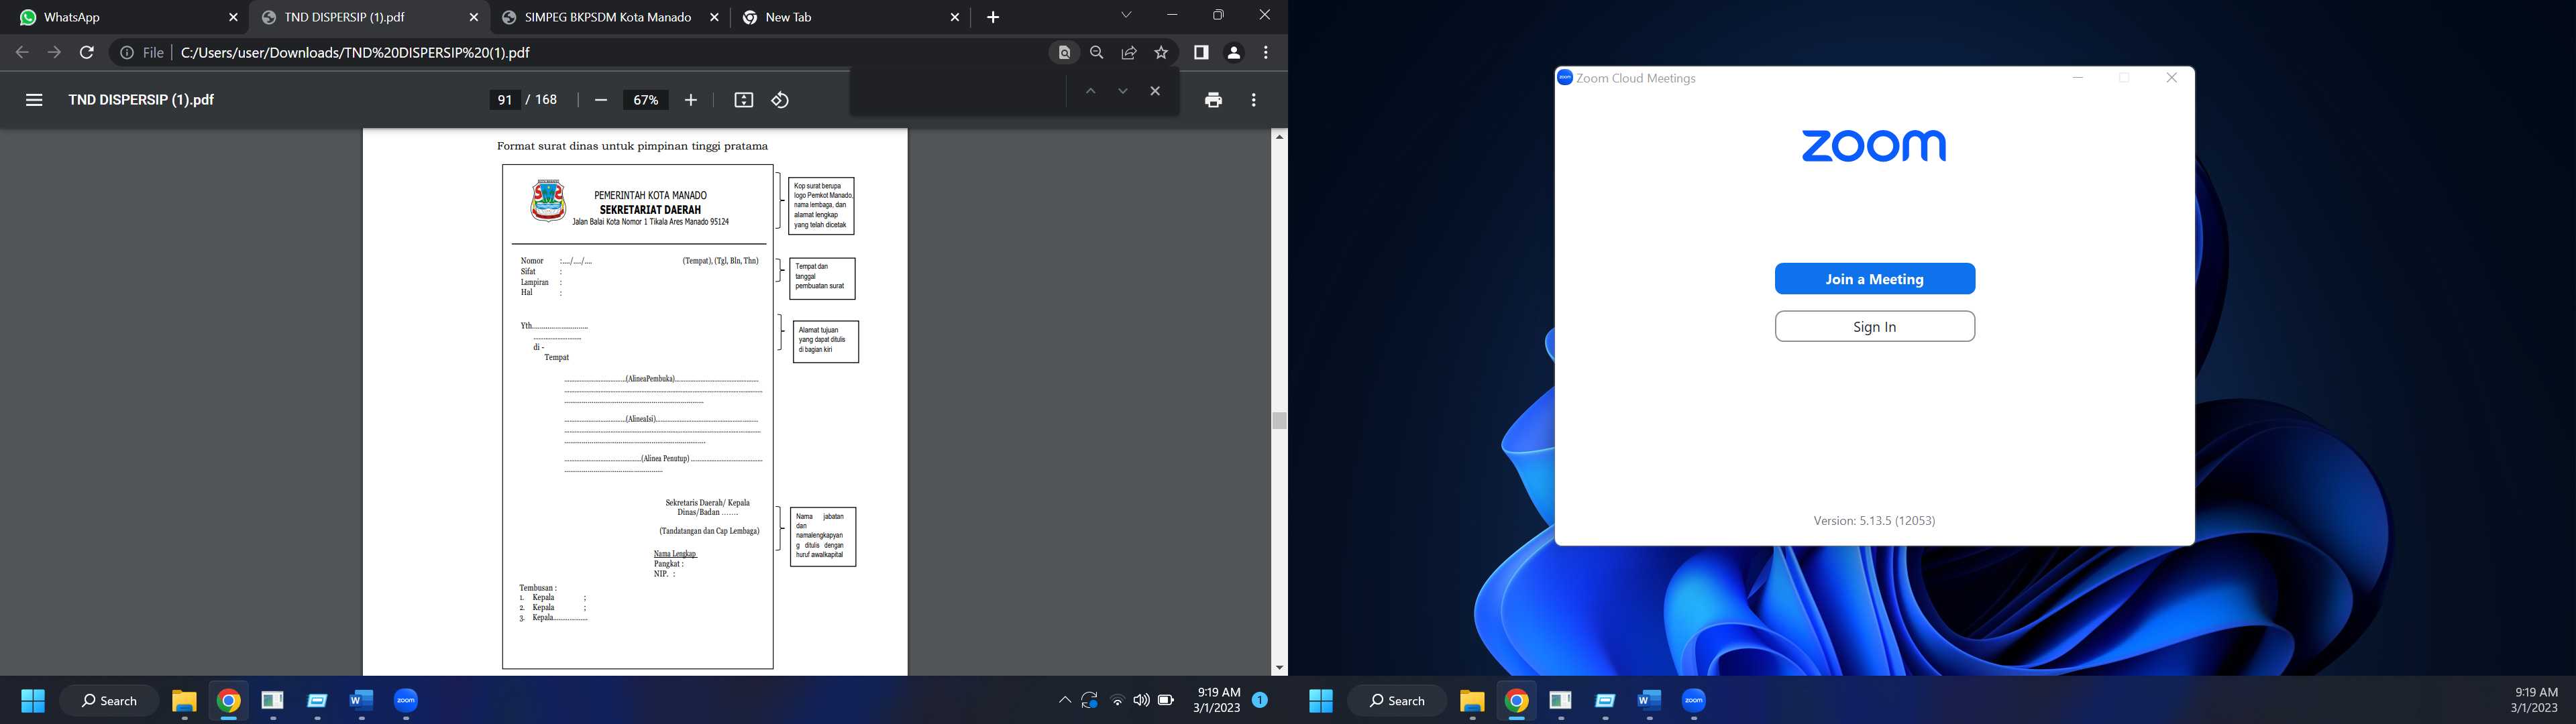 WhatsApp
TND DISPERSIP (1).pdf
SIMPEG BKPSDM Kota Manado
New Tab
File
C:/Users/user/Downloads/TND%20DISPERSIP%20(1).pdf
TND DISPERSIP (1).pdf
91 / 168
67%
Format surat dinas untuk pimpinan tinggi pratama
PEMERINTAH KOTA MANADO
SEKRETARIAT DAERAH
Jalan Balai Kota Nomor 1 Tikala Ares Manado 95124
Kop surat berupa
logo Pemkot Manado,
nama lembaga, dan
alamat lengkap
yang telah dicetak
Nomor :..../..../.... (Tempat), (Tgl, Bln, Thn)
Sifat :
Lampiran :
Hal :
Tempat dan
tanggal
pembuatan surat
Yth............................
........................
di -
Tempat
Alamat tujuan
yang dapat ditulis
di bagian kiri
..............................(AlineaPembuka)..........................................
....................................................................................................
......................................................................
..............................(AlineaIsi)....................................................
....................................................................................................
.......................................................................
.......................................(Alinea Penutup) ....................................
.................................................
Sekretaris Daerah/ Kepala
Dinas/Badan .......
(Tandatangan dan Cap Lembaga)
Nama Lengkap
Pangkat :
NIP. :
Nama jabatan
dan
namalengkapyan
g ditulis dengan
huruf awalkapital
Tembusan :
1. Kepala ;
2. Kepala ;
3. Kepala..................
Search
W
zoom
9:19 AM
3/1/2023
1
zoom
Zoom Cloud Meetings
zoom
Join a Meeting
Sign In
Version: 5.13.5 (12053)
Search
W
zoom
9:19 AM
3/1/2023